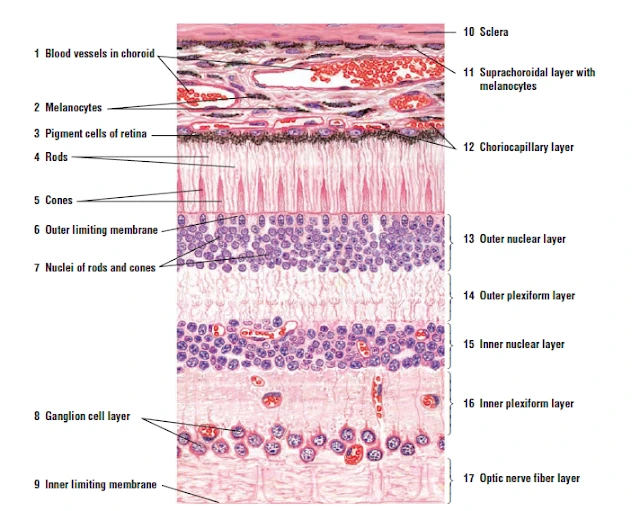 1 Blood vessels in choroid
2 Melanocytes
3 Pigment cells of retina
4 Rods
5 Cones
6 Outer limiting membrane
7 Nuclei of rods and cones
8 Ganglion cell layer
9 Inner limiting membrane
10 Sclera
11 Suprachoroidal layer with
melanocytes
12 Choriocapillary layer
13 Outer nuclear layer
14 Outer plexiform layer
15 Inner nuclear layer
16 Inner plexiform layer
17 Optic nerve fiber layer